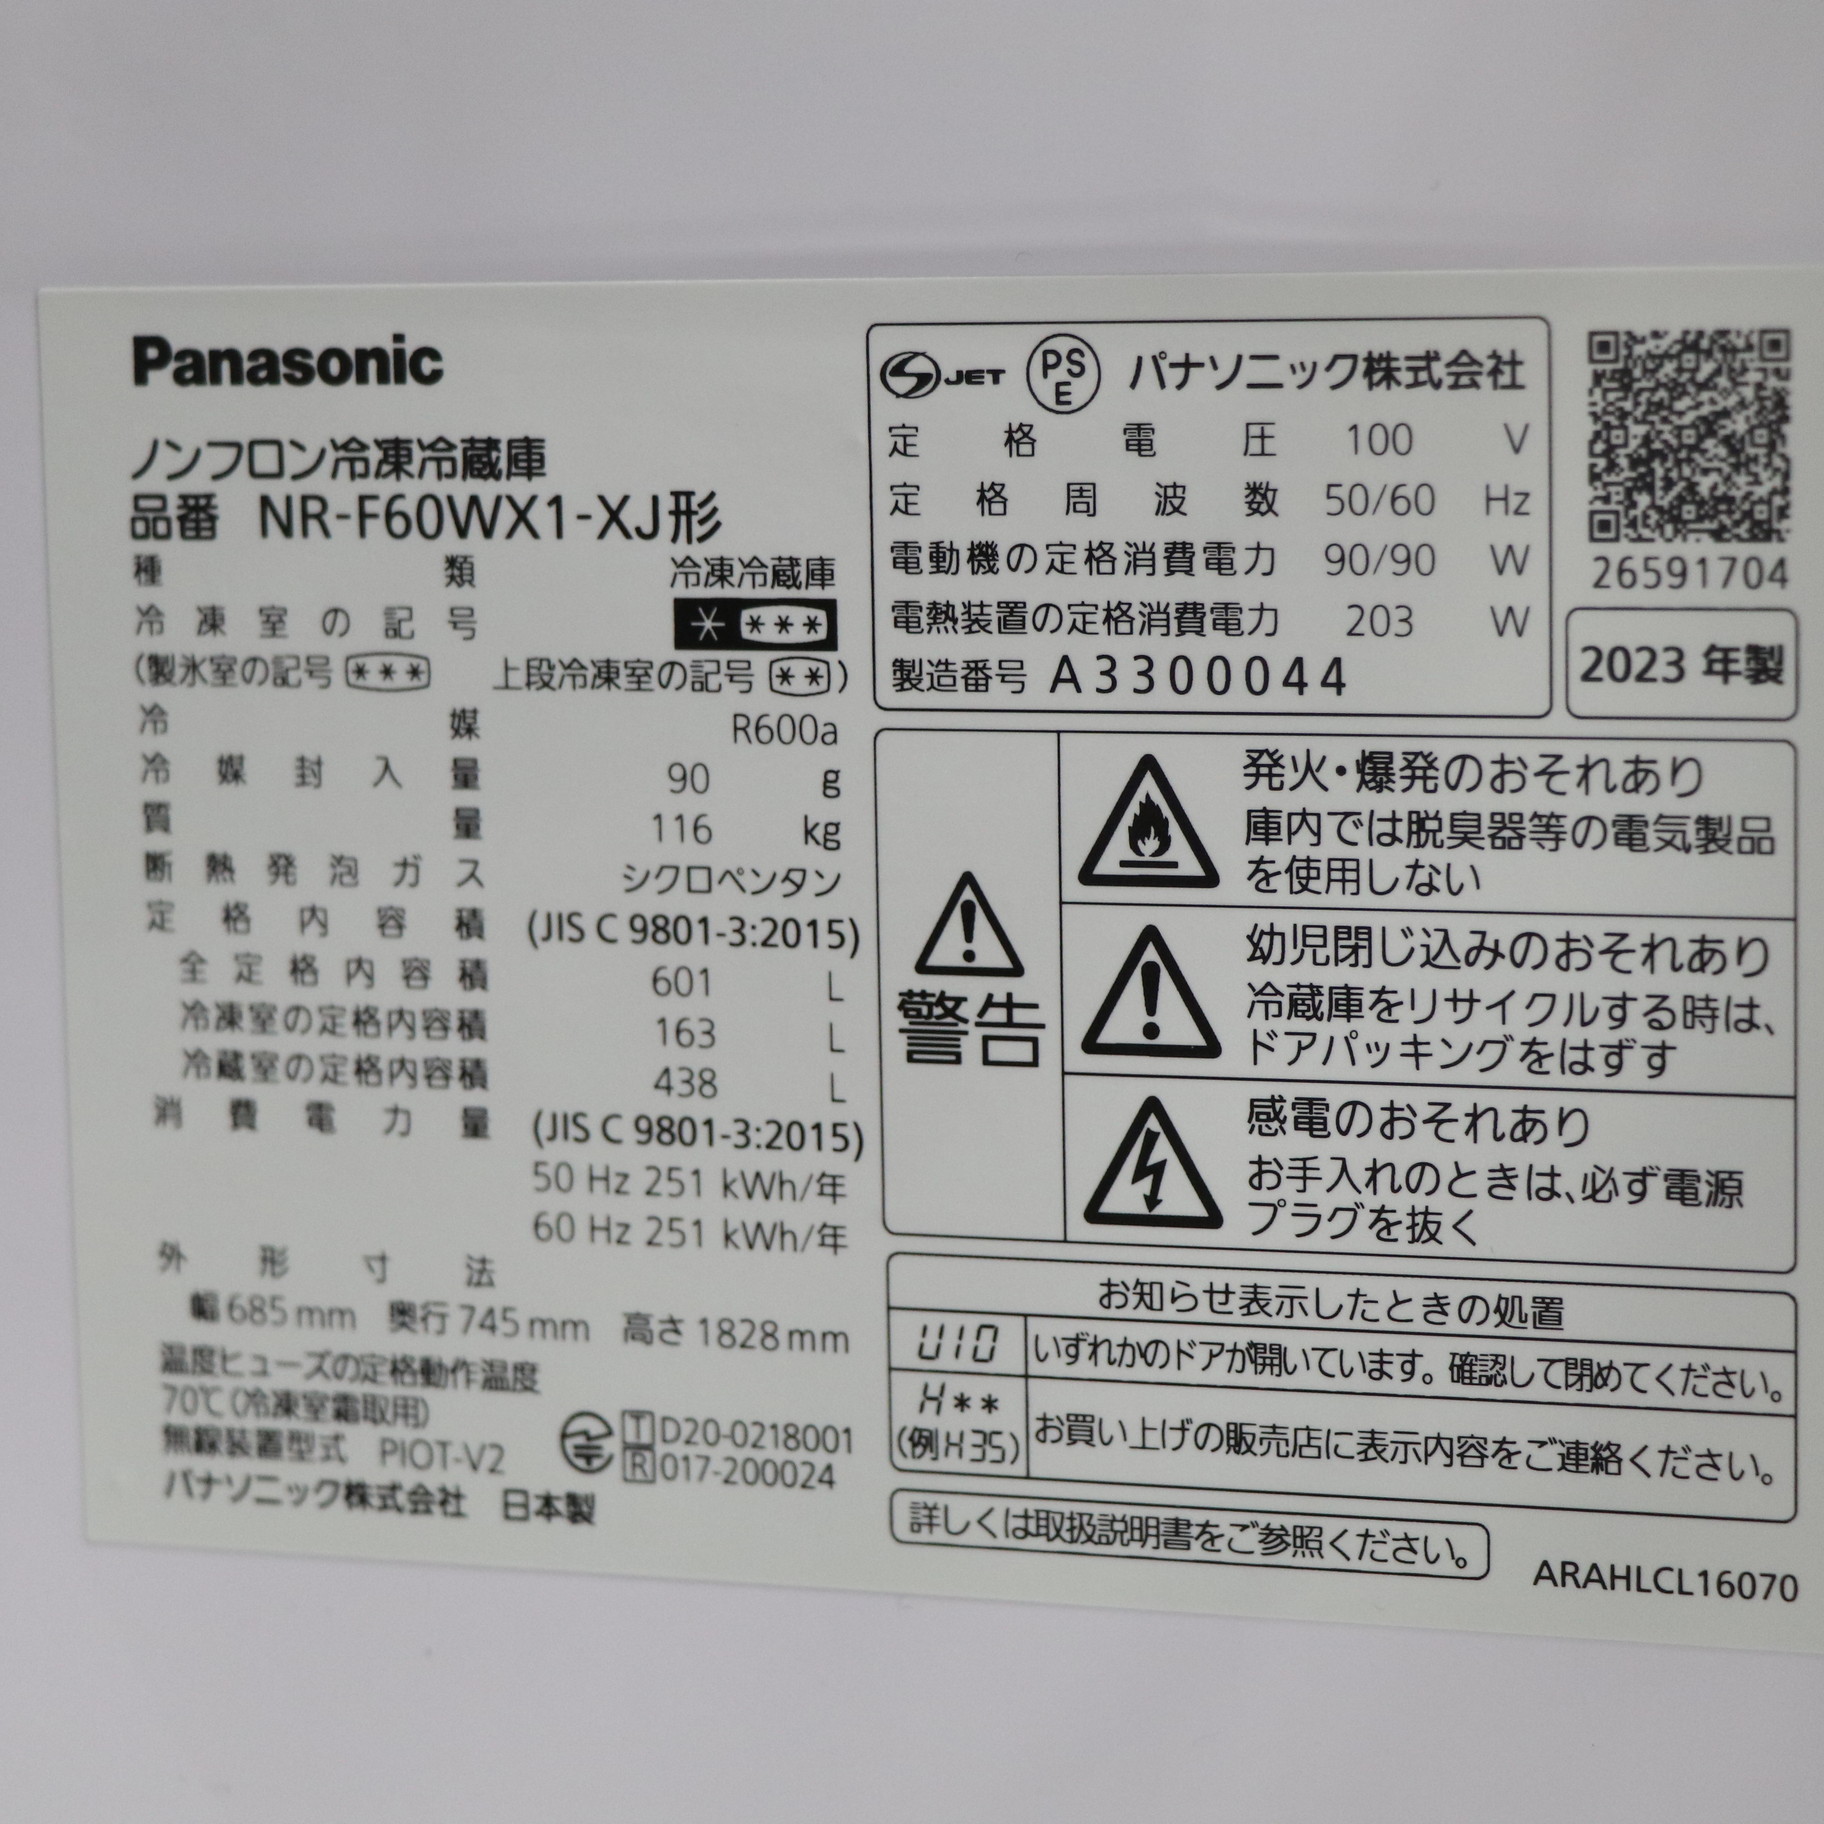 Panasonic
ノンフロン冷凍冷蔵庫
品番 NR-F60WX1-XJ形
種類 冷凍冷蔵庫
冷凍室の記号 * ***
(製氷室の記号 *** 上段冷凍室の記号 **)
冷媒 R600a
冷媒封入量 90 g
質量 116 kg
断熱発泡ガス シクロペンタン
定格内容積 (JIS C 9801-3:2015)
全定格内容積 601 L
冷凍室の定格内容積 163 L
冷蔵室の定格内容積 438 L
消費電力量 (JIS C 9801-3:2015)
50 Hz 251 kWh/年
60 Hz 251 kWh/年
外形寸法
幅 685 mm 奥行 745 mm 高さ 1828 mm
温度ヒューズの定格動作温度
70℃ (冷凍室霜取用)
無線装置型式 PIOT-V2
T D20-0218001
R 017-200024
パナソニック株式会社 日本製
S JET PS E パナソニック株式会社
定格電圧 100 V
定格周波数 50/60 Hz
電動機の定格消費電力 90/90 W
電熱装置の定格消費電力 203 W
製造番号 A3300044
26591704
2023 年製
警告
発火・爆発のおそれあり
庫内では脱臭器等の電気製品
を使用しない
幼児閉じ込みのおそれあり
冷蔵庫をリサイクルする時は、
ドアパッキングをはずす
感電のおそれあり
お手入れのときは、必ず電源
プラグを抜く
お知らせ表示したときの処置
U10 いずれかのドアが開いています。確認して閉めてください。
H**
(例H35) お買い上げの販売店に表示内容をご連絡ください。
詳しくは取扱説明書をご参照ください。
ARAHLCL16070